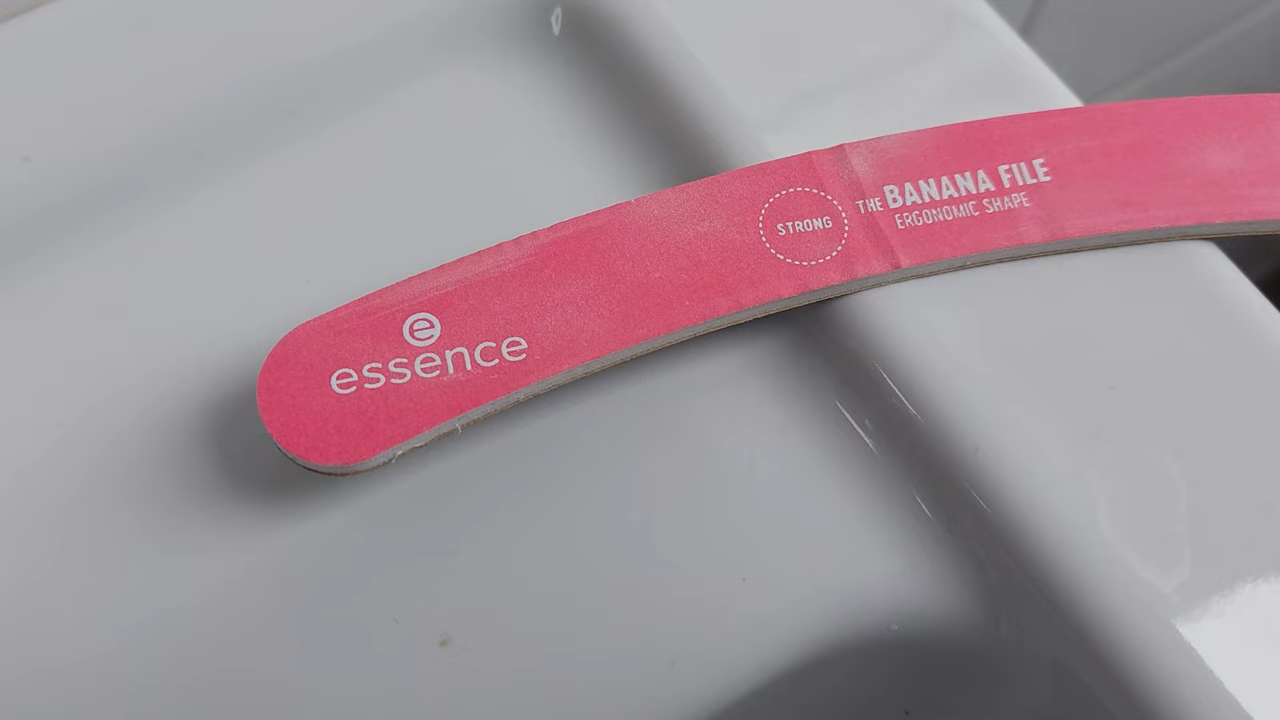 e
essence
STRONG
THE BANANA FILE
ERGONOMIC SHAPE